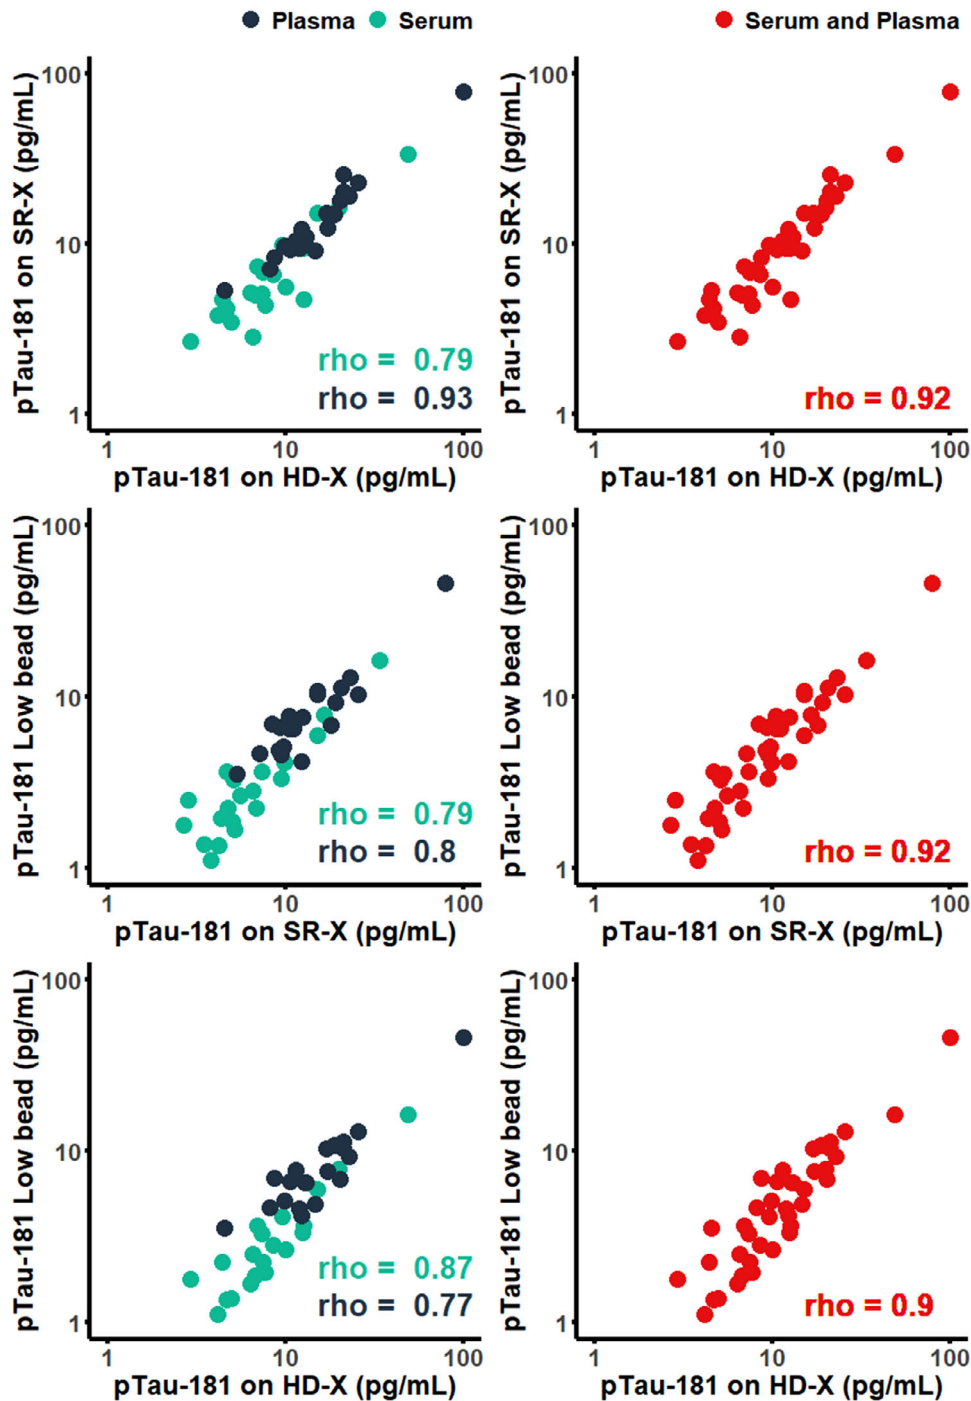 Plasma Serum
Serum and Plasma
pTau-181 on SR-X (pg/mL)
100
10
1
rho = 0.79
rho = 0.93
1 10 100
pTau-181 on HD-X (pg/mL)
pTau-181 on SR-X (pg/mL)
100
10
1
rho = 0.92
1 10 100
pTau-181 on HD-X (pg/mL)
pTau-181 Low bead (pg/mL)
100
10
1
rho = 0.79
rho = 0.8
1 10 100
pTau-181 on SR-X (pg/mL)
pTau-181 Low bead (pg/mL)
100
10
1
rho = 0.92
1 10 100
pTau-181 on SR-X (pg/mL)
pTau-181 Low bead (pg/mL)
100
10
1
rho = 0.87
rho = 0.77
1 10 100
pTau-181 on HD-X (pg/mL)
pTau-181 Low bead (pg/mL)
100
10
1
rho = 0.9
1 10 100
pTau-181 on HD-X (pg/mL)